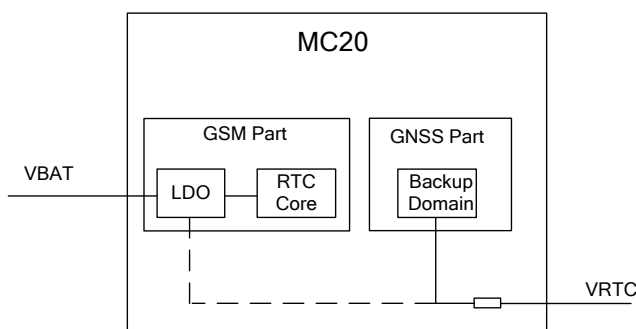 MC20
GSM Part
GNSS Part
VBAT
LDO
RTC
Core
Backup
Domain
VRTC